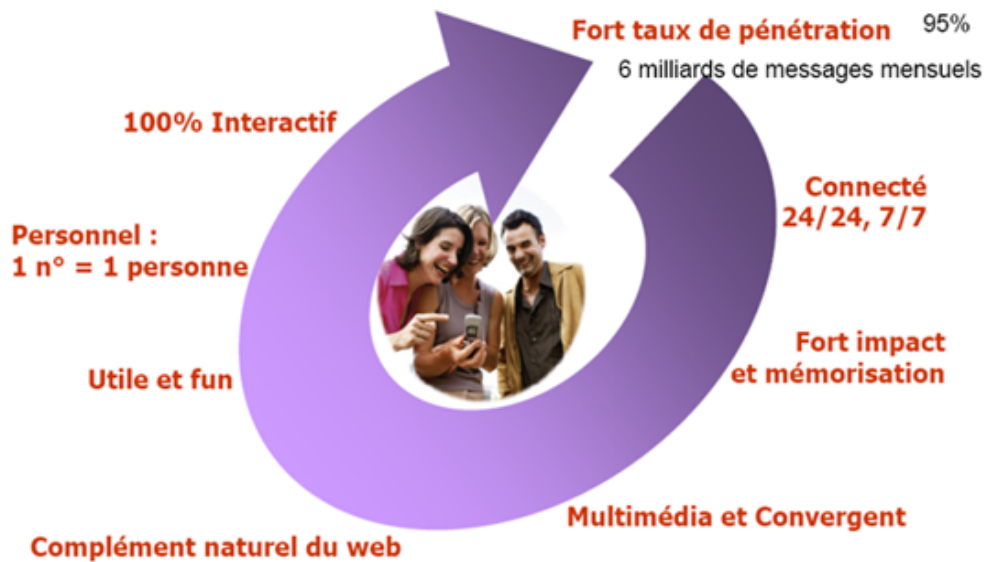 Fort taux de pénétration 95%
6 milliards de messages mensuels
100% Interactif
Connecté
24/24, 7/7
Personnel :
1 n° = 1 personne
Fort impact
et mémorisation
Utile et fun
Multimédia et Convergent
Complément naturel du web